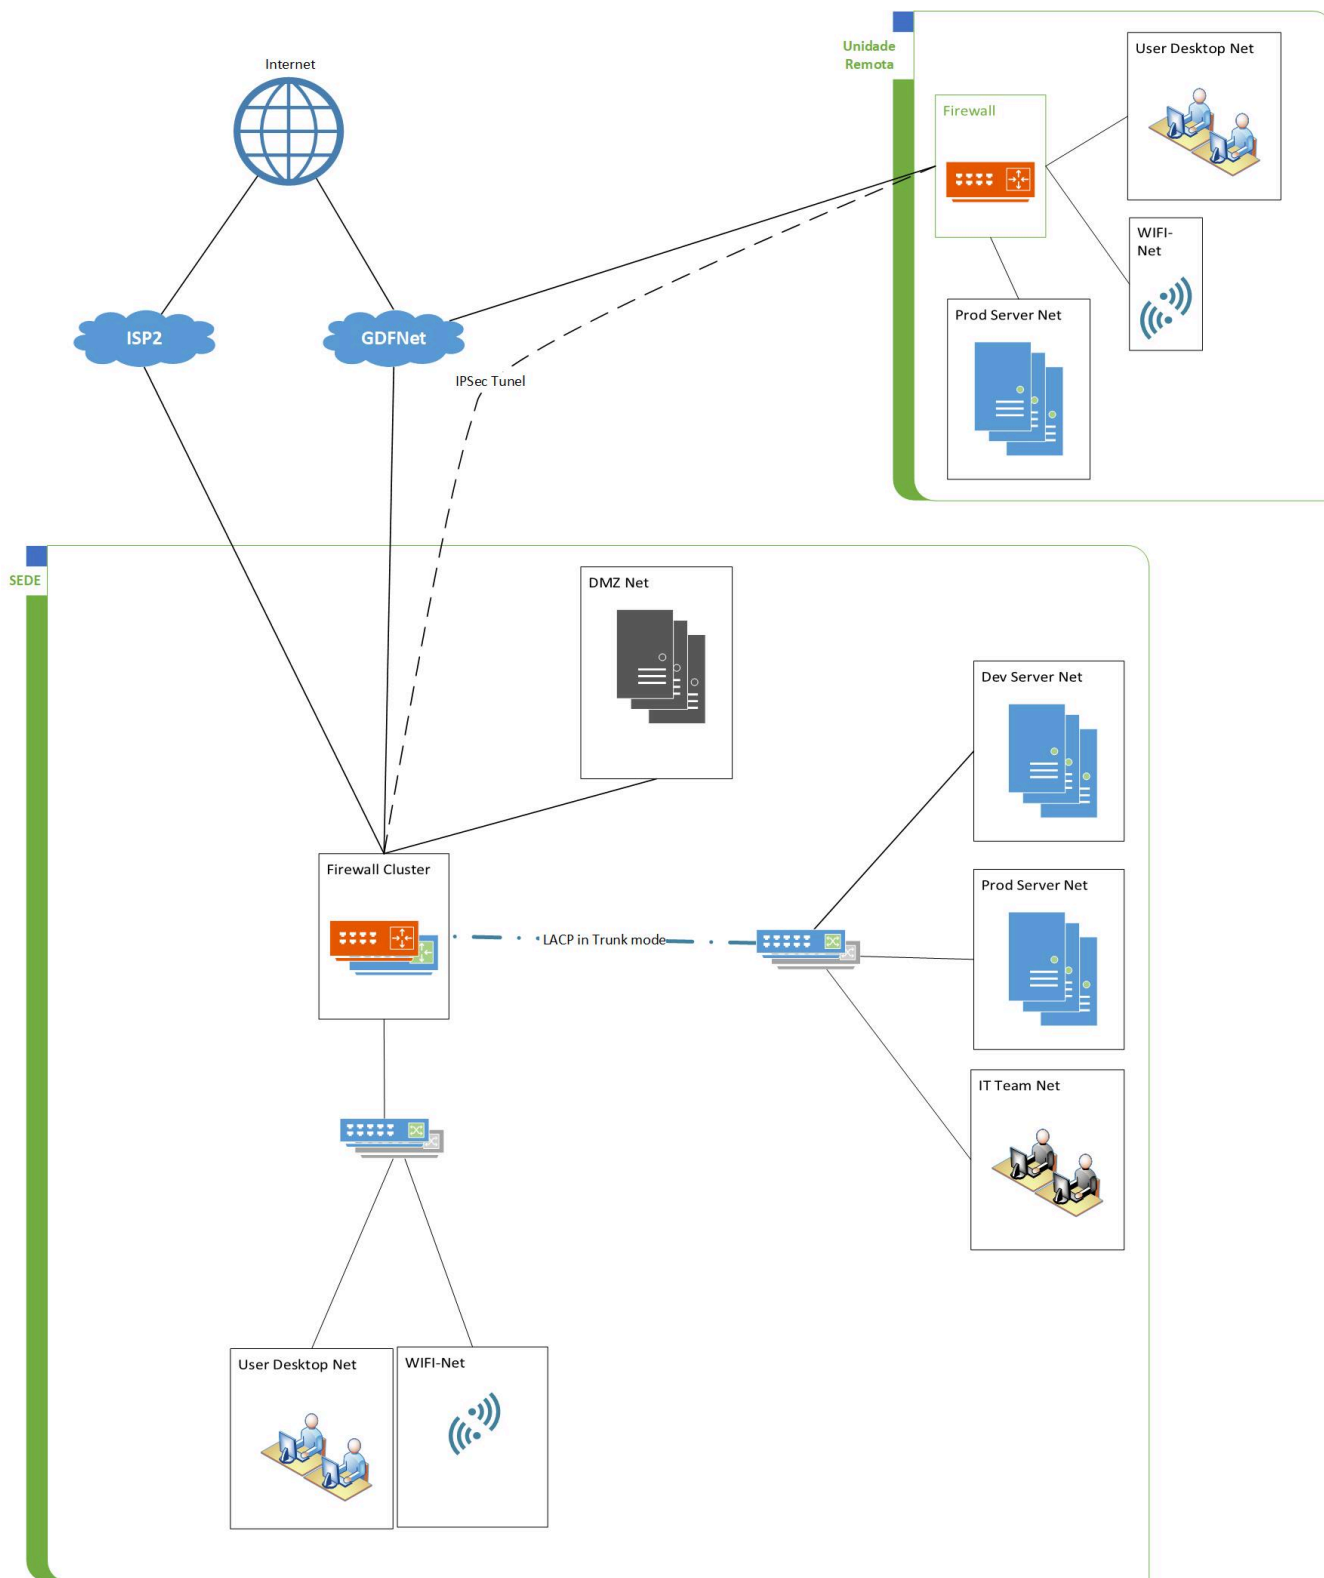 Internet
Unidade
Remota
User Desktop Net
Firewall
WIFI-
Net
Prod Server Net
ISP2
GDFNet
IPSec Tunel
SEDE
DMZ Net
Dev Server Net
Firewall Cluster
Prod Server Net
LACP in Trunk mode
IT Team Net
User Desktop Net
WIFI-Net